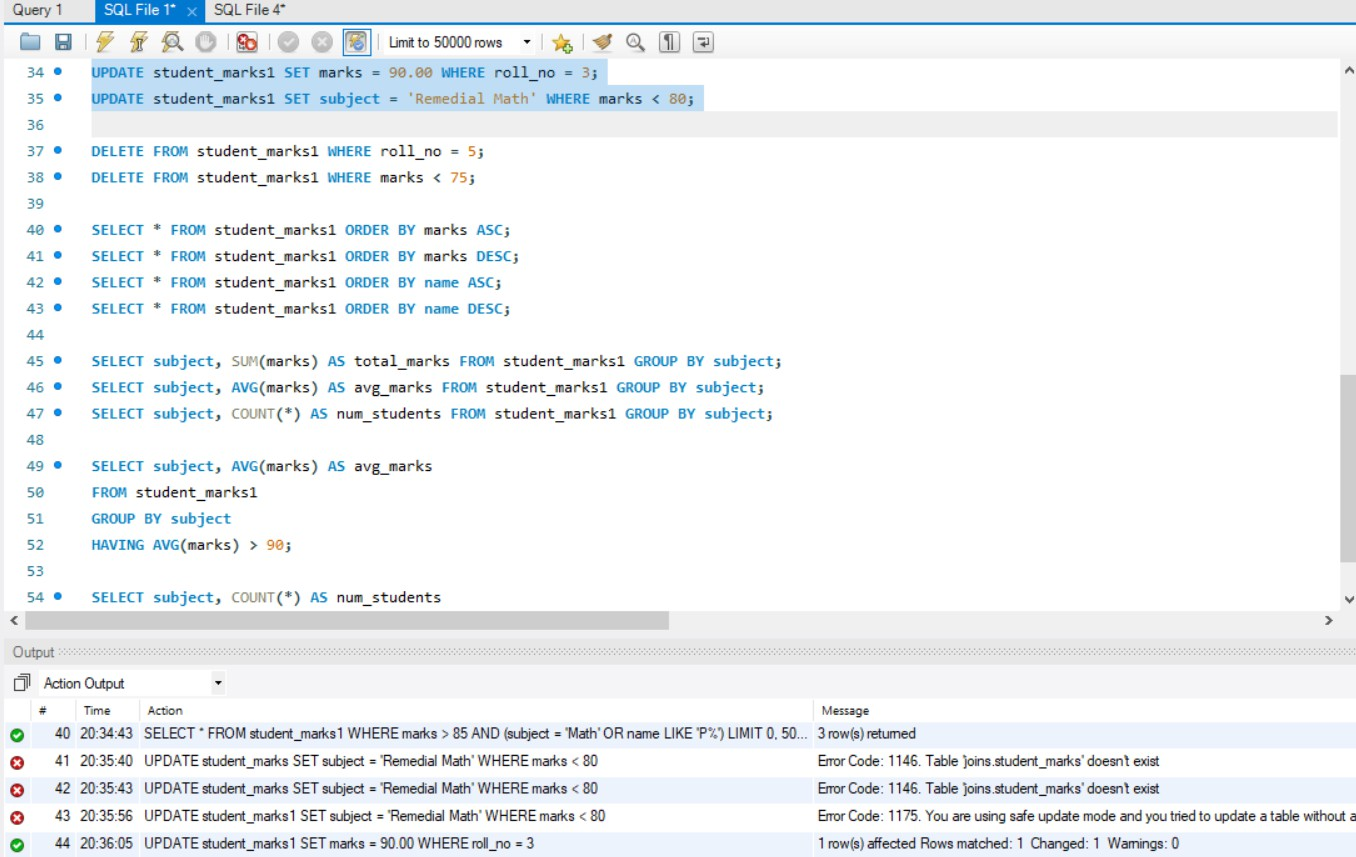 Query 1 SQL File 1* × SQL File 4*
Limit to 50000 rows
34 UPDATE student_marks1 SET marks = 90.00 WHERE roll_no = 3;
35 UPDATE student_marks1 SET subject = 'Remedial Math' WHERE marks < 80;
36
37 DELETE FROM student_marks1 WHERE roll_no = 5;
38 DELETE FROM student_marks1 WHERE marks < 75;
39
40 SELECT * FROM student_marks1 ORDER BY marks ASC;
41 SELECT * FROM student_marks1 ORDER BY marks DESC;
42 SELECT * FROM student_marks1 ORDER BY name ASC;
43 SELECT * FROM student_marks1 ORDER BY name DESC;
44
45 SELECT subject, SUM(marks) AS total_marks FROM student_marks1 GROUP BY subject;
46 SELECT subject, AVG(marks) AS avg_marks FROM student_marks1 GROUP BY subject;
47 SELECT subject, COUNT(*) AS num_students FROM student_marks1 GROUP BY subject;
48
49 SELECT subject, AVG(marks) AS avg_marks
50 FROM student_marks1
51 GROUP BY subject
52 HAVING AVG(marks) > 90;
53
54 SELECT subject, COUNT(*) AS num_students
Output
Action Output
# Time Action Message
40 20:34:43 SELECT * FROM student_marks1 WHERE marks > 85 AND (subject = 'Math' OR name LIKE 'P%') LIMIT 0, 50... 3 row(s) returned
41 20:35:40 UPDATE student_marks SET subject = 'Remedial Math' WHERE marks < 80 Error Code: 1146. Table 'joins.student_marks' doesn't exist
42 20:35:43 UPDATE student_marks SET subject = 'Remedial Math' WHERE marks < 80 Error Code: 1146. Table 'joins.student_marks' doesn't exist
43 20:35:56 UPDATE student_marks1 SET subject = 'Remedial Math' WHERE marks < 80 Error Code: 1175. You are using safe update mode and you tried to update a table without a
44 20:36:05 UPDATE student_marks1 SET marks = 90.00 WHERE roll_no = 3 1 row(s) affected Rows matched: 1 Changed: 1 Warnings: 0